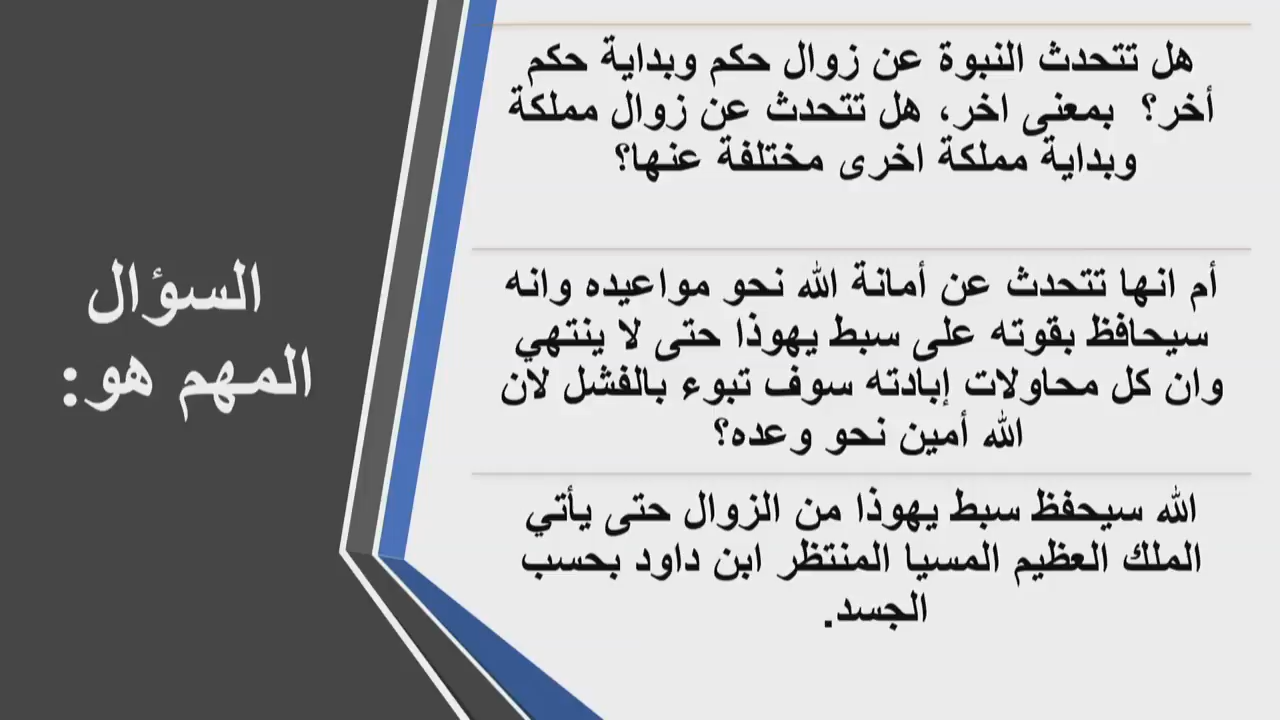 السؤال
المهم هو:
هل تتحدث النبوة عن زوال حكم وبداية حكم
أخر؟ بمعنى اخر، هل تتحدث عن زوال مملكة
وبداية مملكة اخرى مختلفة عنها؟
أم انها تتحدث عن أمانة الله نحو مواعيده وانه
سيحافظ بقوته على سبط يهوذا حتى لا ينتهي
وان كل محاولات إبادته سوف تبوء بالفشل لان
الله أمين نحو وعده؟
الله سيحفظ سبط يهوذا من الزوال حتى يأتي
الملك العظيم المسيا المنتظر ابن داود بحسب
الجسد.